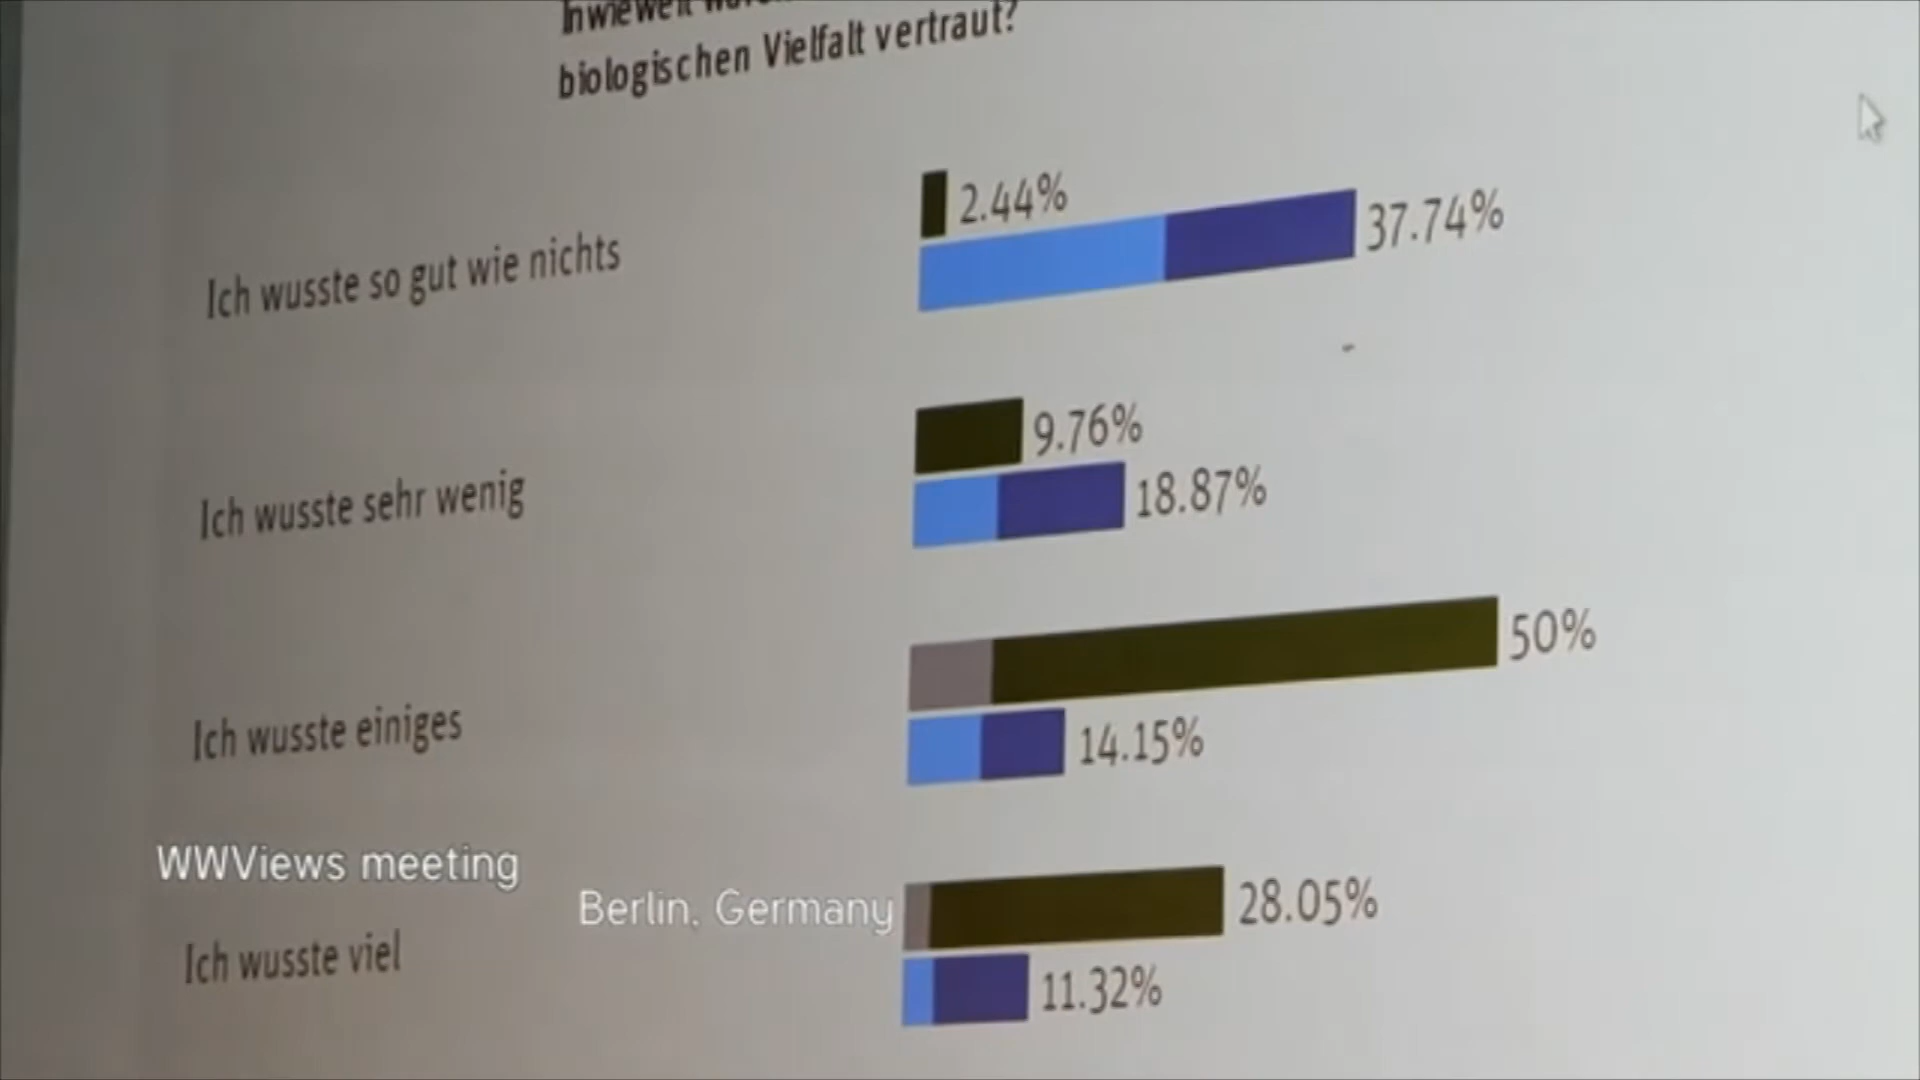 Inwieweit
biologischen Vielfalt vertraut?
2.44%
Ich wusste so gut wie nichts
37.74%
9.76%
Ich wusste sehr wenig
18.87%
50%
Ich wusste einiges
14.15%
WWViews meeting
Berlin, Germany
28.05%
Ich wusste viel
11.32%